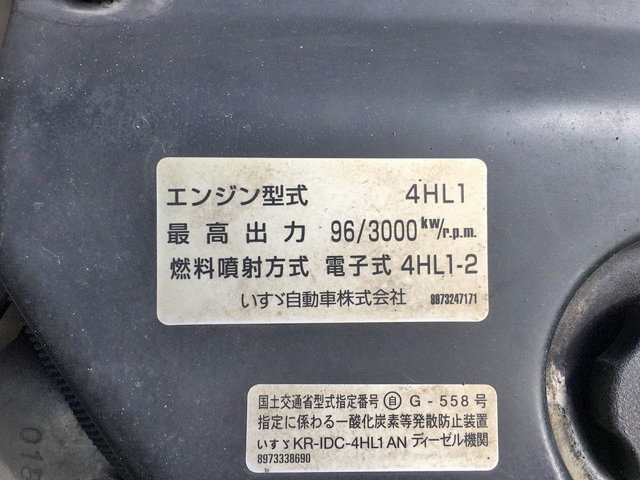 エンジン型式 4HL1
最高出力 96/3000 kw/r.p.m.
燃料噴射方式 電子式 4HL1-2
いすゞ自動車株式会社 8973247171
国土交通省型式指定番号 ㊐ G-558号
指定に係わる一酸化炭素等発散防止装置
いすゞ KR-IDC-4HL1AN ディーゼル機関
8973338690
015